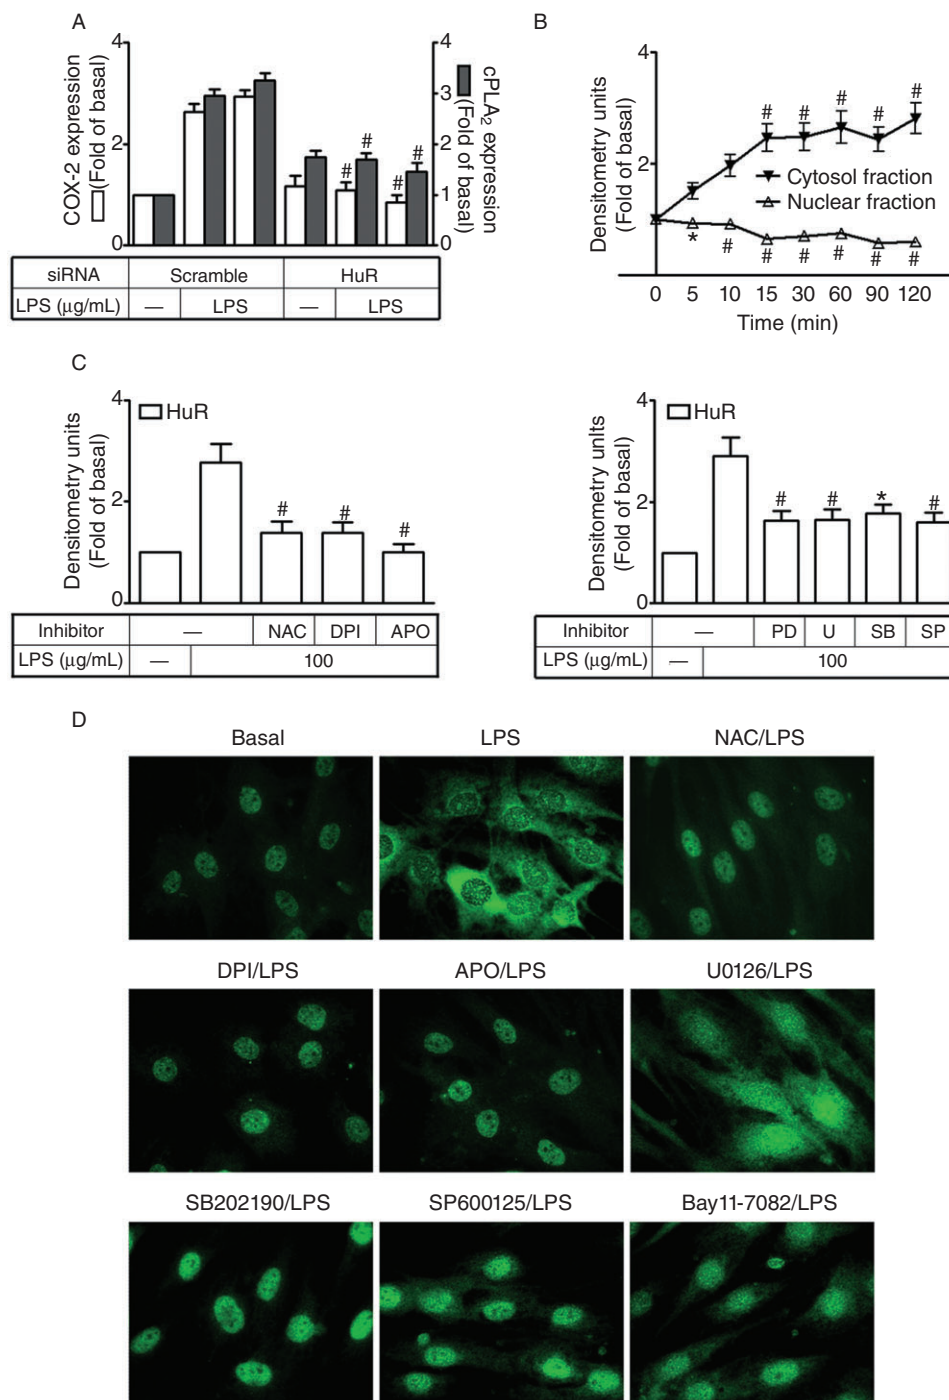 A
4
2
0
COX-2 expression
(Fold of basal)
4
3
2
1
0
cPLA2 expression
(Fold of basal)
# # # #
siRNA Scramble HuR
LPS (μg/mL) — LPS — LPS
B
4
2
Densitometry units
(Fold of basal)
# # # # #
Cytosol fraction
Nuclear fraction
* # # # # # #
0 5 10 15 30 60 90 120
Time (min)
C
4
2
0
Densitometry units
(Fold of basal)
HuR
# # #
Inhibitor — NAC DPI APO
LPS (μg/mL) — 100
4
2
0
Densitometry units
(Fold of basal)
HuR
# # * #
Inhibitor — PD U SB SP
LPS (μg/mL) — 100
D
Basal LPS NAC/LPS
DPI/LPS APO/LPS U0126/LPS
SB202190/LPS SP600125/LPS Bay11-7082/LPS